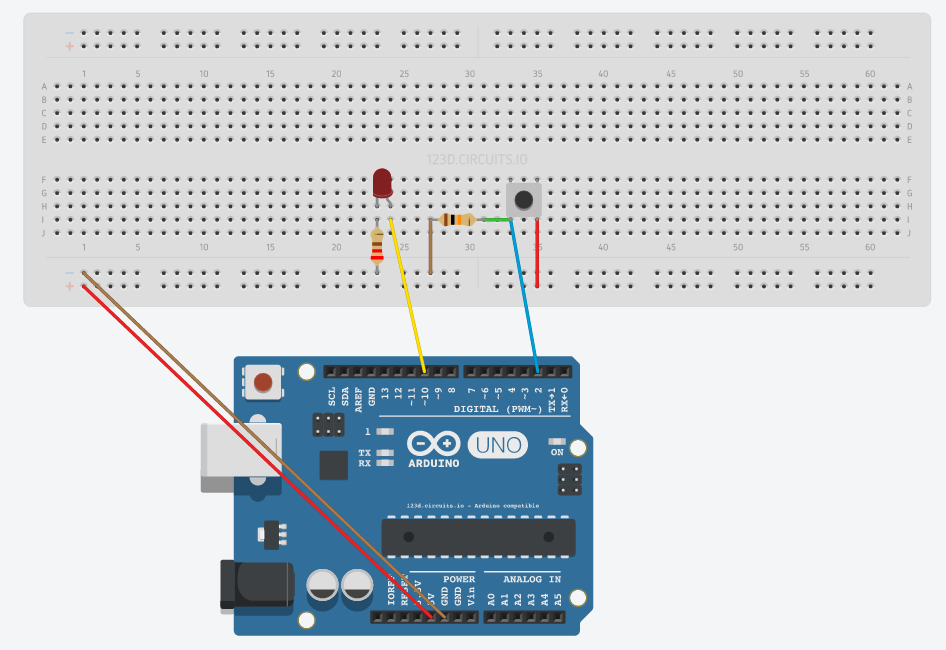 − −
+ +
1 5 10 15 20 25 30 35 40 45 50 55 60
A A
B B
C C
D D
E E
123D.CIRCUITS.IO
F F
G G
H H
I I
J J
1 5 10 15 20 25 30 35 40 45 50 55 60
−
+
SCL SDA AREF GND 13 12 ~11 ~10 ~9 8 7 ~6 ~5 4 ~3 2 TX→1 RX←0
DIGITAL (PWM~)
1
TX
RX
ARDUINO
UNO
ON
123d.circuits.io - Arduino compatible
POWER ANALOG IN
5V GND GND Vin A0 A1 A2 A3 A4 A5